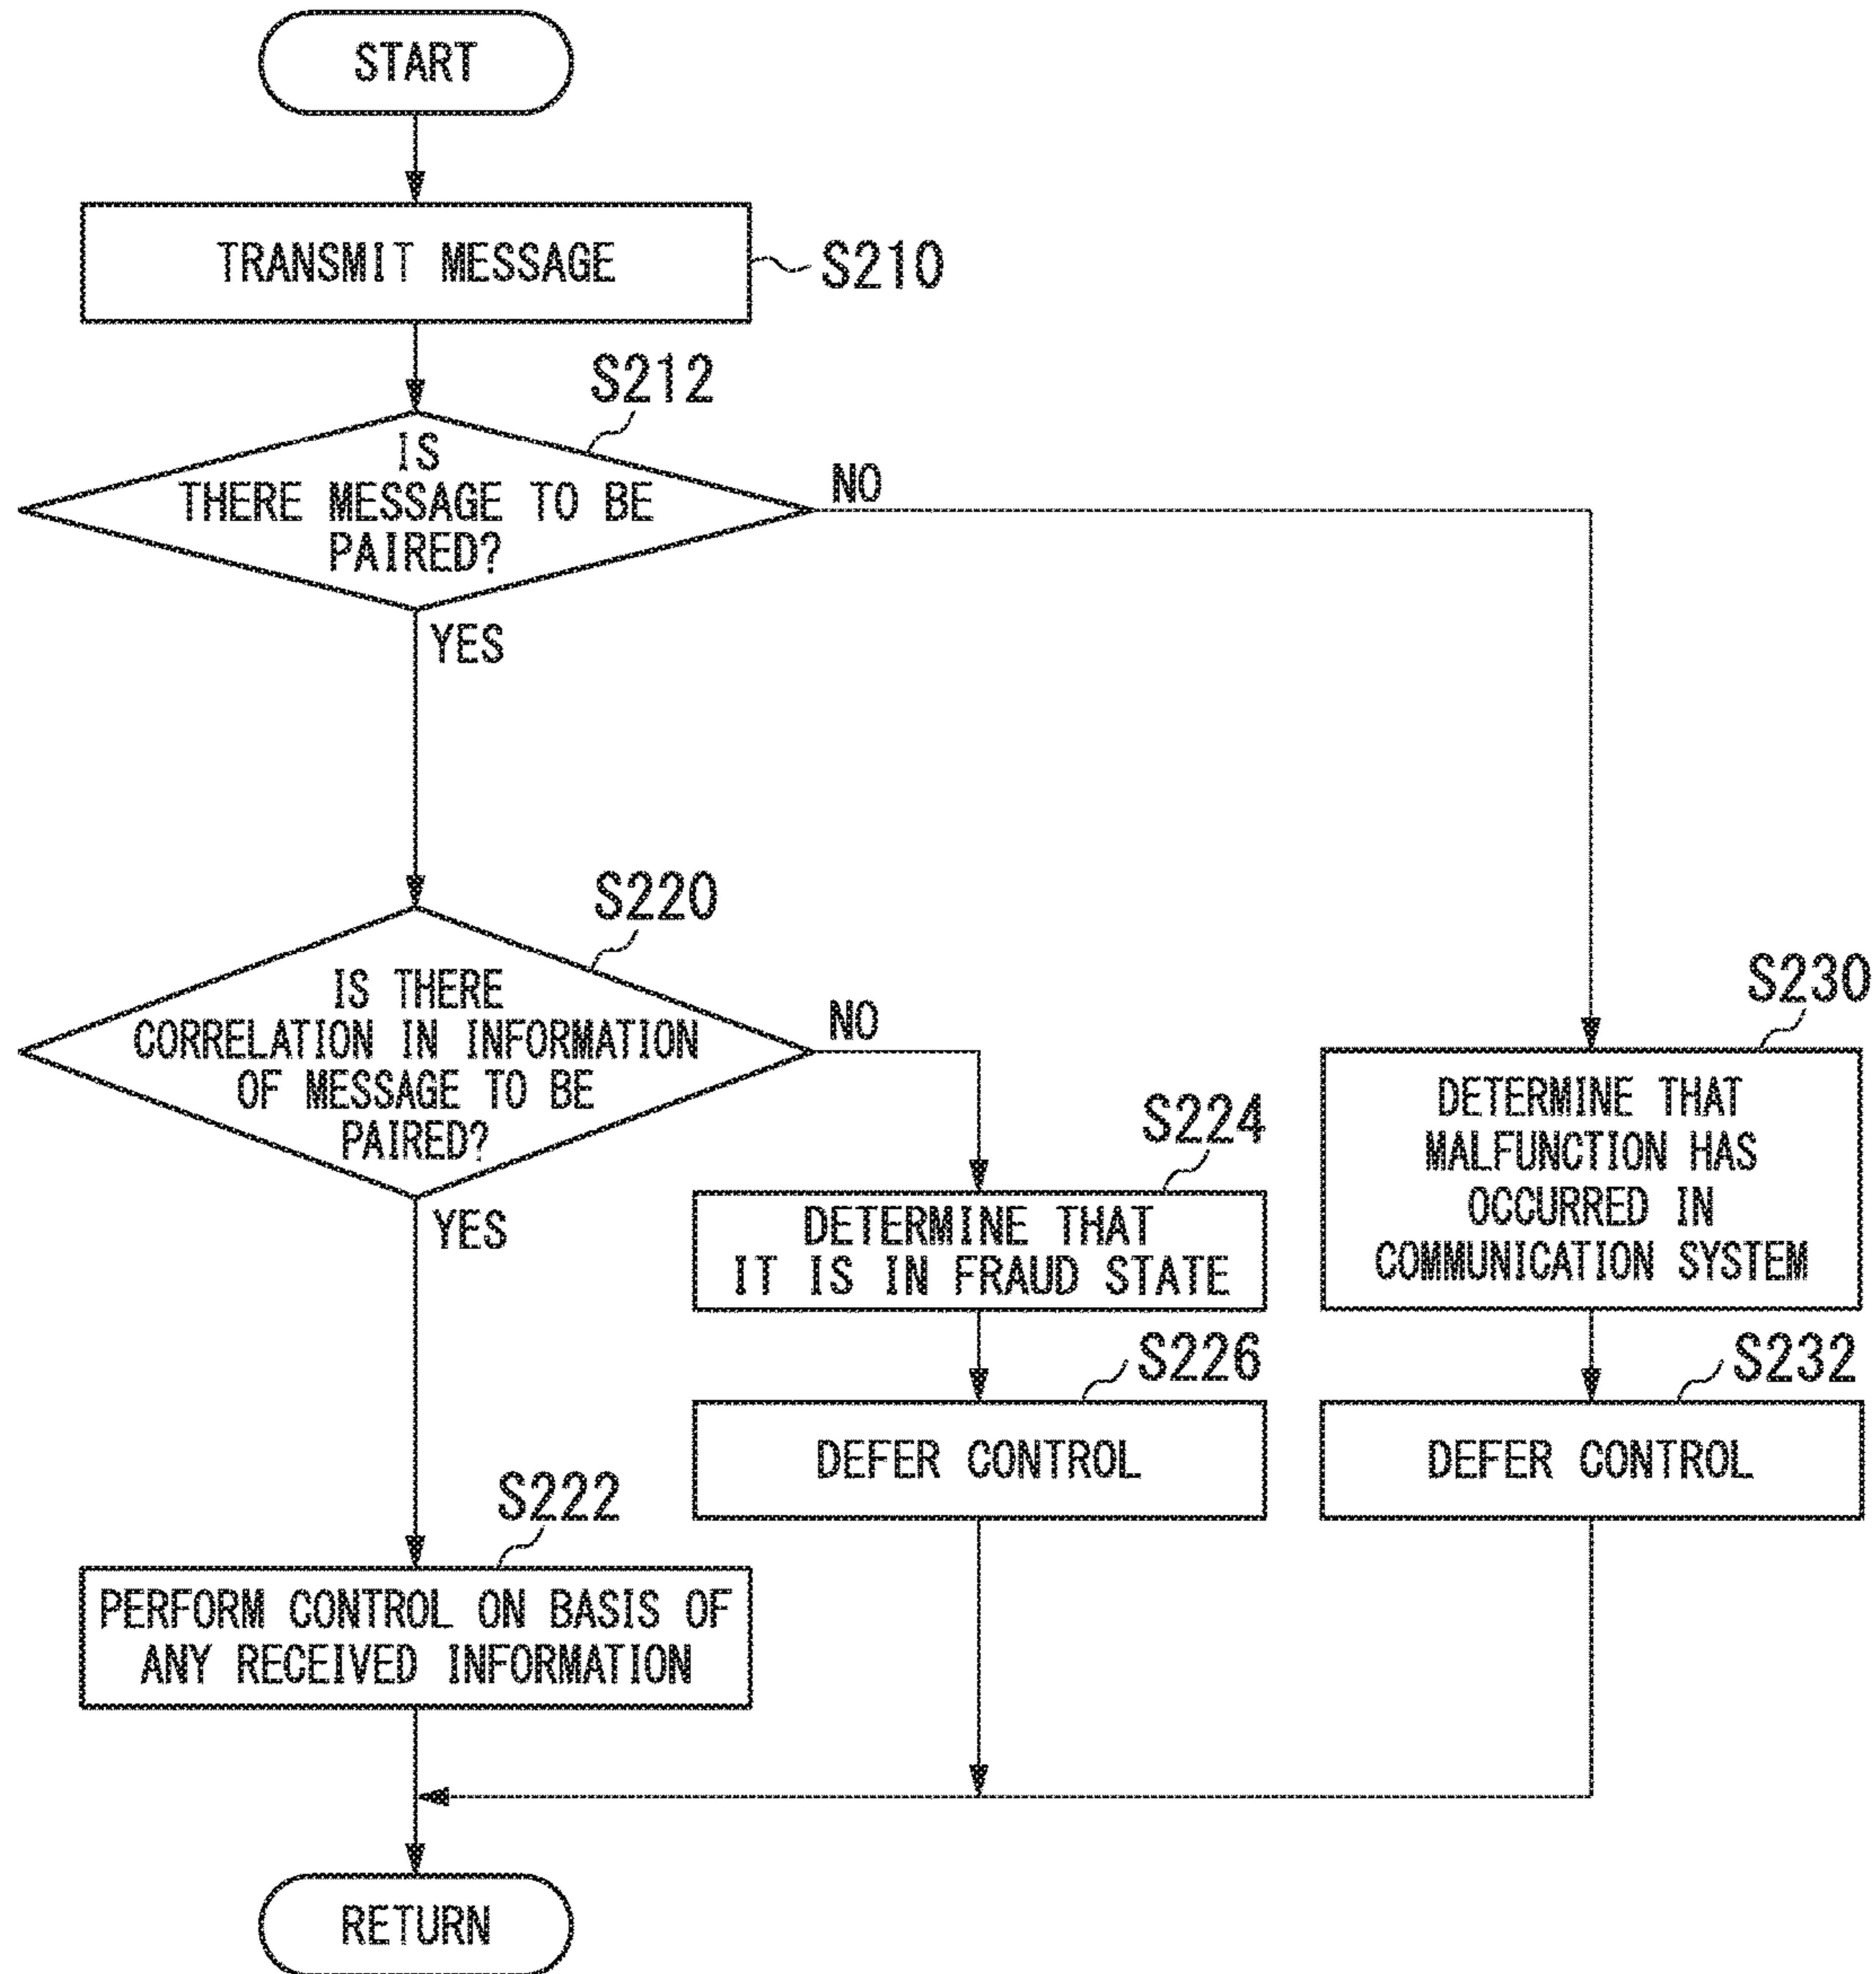 START
TRANSMIT MESSAGE
S210
S212
IS
THERE MESSAGE TO BE
PAIRED?
NO
YES
S220
IS THERE
CORRELATION IN INFORMATION
OF MESSAGE TO BE
PAIRED?
NO
YES
S224
DETERMINE THAT
IT IS IN FRAUD STATE
S226
DEFER CONTROL
S230
DETERMINE THAT
MALFUNCTION HAS
OCCURRED IN
COMMUNICATION SYSTEM
S232
DEFER CONTROL
S222
PERFORM CONTROL ON BASIS OF
ANY RECEIVED INFORMATION
RETURN